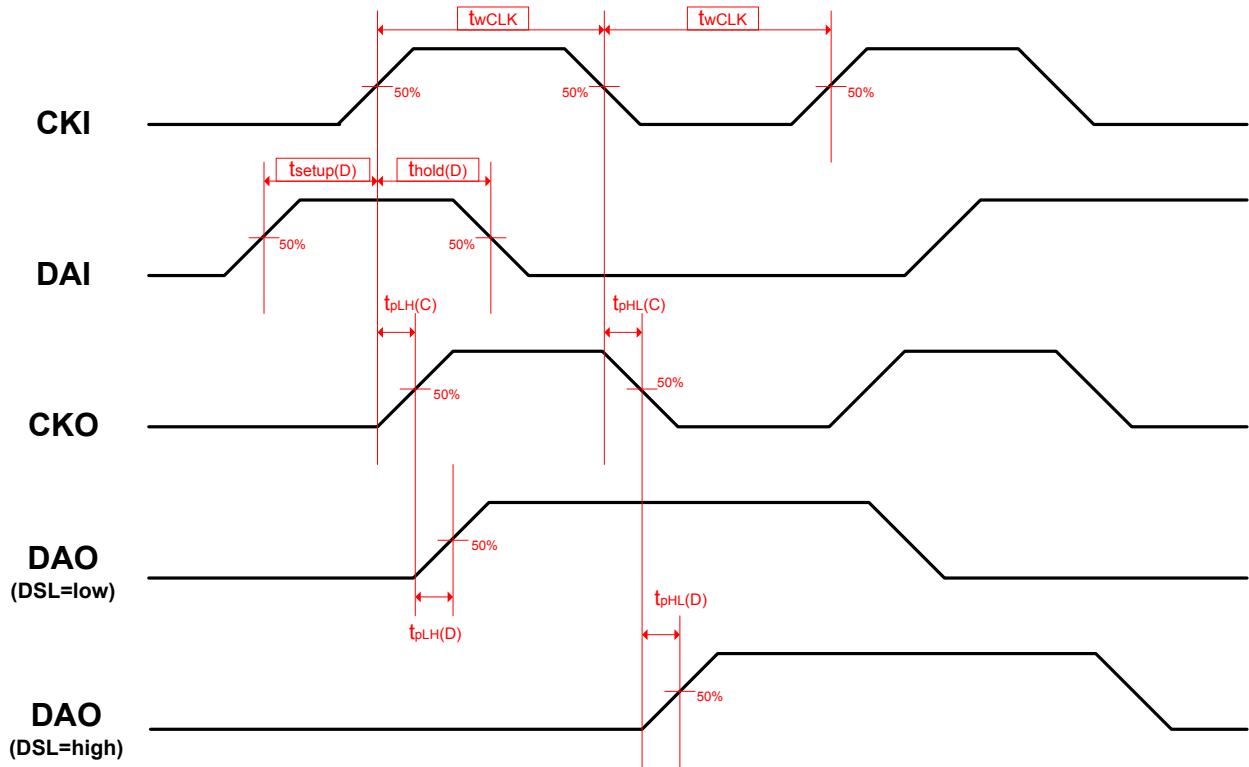 twCLK
twCLK
50%
50%
50%
CKI
tsetup(D)
thold(D)
50%
50%
DAI
tpLH(C)
tpHL(C)
50%
50%
CKO
50%
DAO
(DSL=low)
tpLH(D)
tpHL(D)
50%
DAO
(DSL=high)